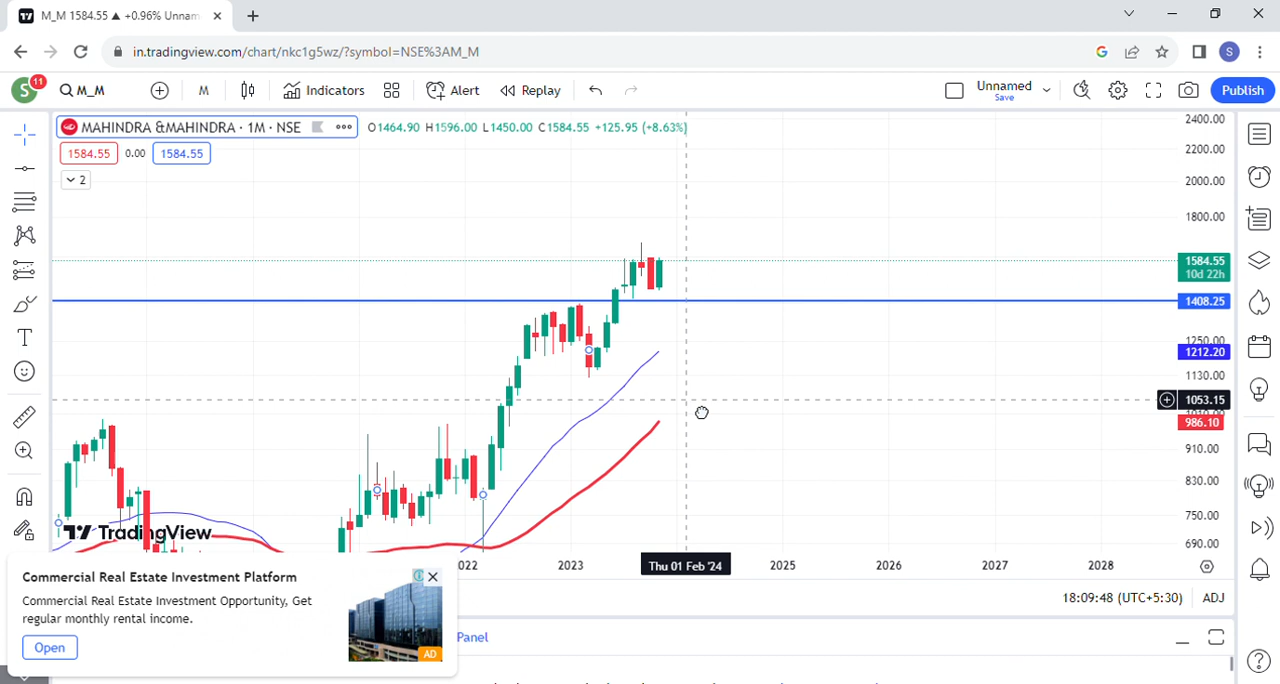 M_M 1584.55 ▲ +0.96% Unnam
in.tradingview.com/chart/nkc1g5wz/?symbol=NSE%3AM_M
S
S 11
M_M
M
Indicators
Alert
Replay
Unnamed
Save
Publish
MAHINDRA &MAHINDRA · 1M · NSE
O1464.90 H1596.00 L1450.00 C1584.55 +125.95 (+8.63%)
1584.55
0.00
1584.55
2
2400.00
2200.00
2000.00
1800.00
1584.55
10d 22h
1408.25
1250.00
1212.20
1130.00
1053.15
986.10
910.00
830.00
750.00
690.00
TradingView
2022
2023
Thu 01 Feb '24
2025
2026
2027
2028
18:09:48 (UTC+5:30)
ADJ
Commercial Real Estate Investment Platform
Commercial Real Estate Investment Opportunity, Get
regular monthly rental income.
Open
AD
Panel